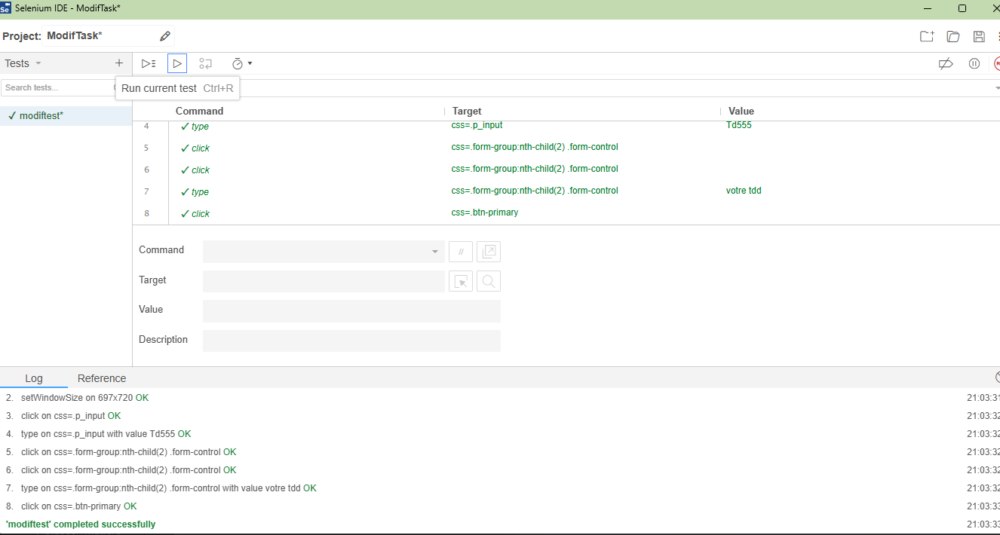 Selenium IDE - ModifTask*
Project: ModifTask*
Tests
Search tests...
Run current test Ctrl+R
✓ modiftest*
Command Target Value
4 ✓ type css=.p_input Td555
5 ✓ click css=.form-group:nth-child(2) .form-control
6 ✓ click css=.form-group:nth-child(2) .form-control
7 ✓ type css=.form-group:nth-child(2) .form-control votre tdd
8 ✓ click css=.btn-primary
Command
//
Target
Value
Description
Log Reference
2. setWindowSize on 697x720 OK 21:03:31
3. click on css=.p_input OK 21:03:32
4. type on css=.p_input with value Td555 OK 21:03:32
5. click on css=.form-group:nth-child(2) .form-control OK 21:03:32
6. click on css=.form-group:nth-child(2) .form-control OK 21:03:32
7. type on css=.form-group:nth-child(2) .form-control with value votre tdd OK 21:03:32
8. click on css=.btn-primary OK 21:03:33
'modiftest' completed successfully 21:03:33